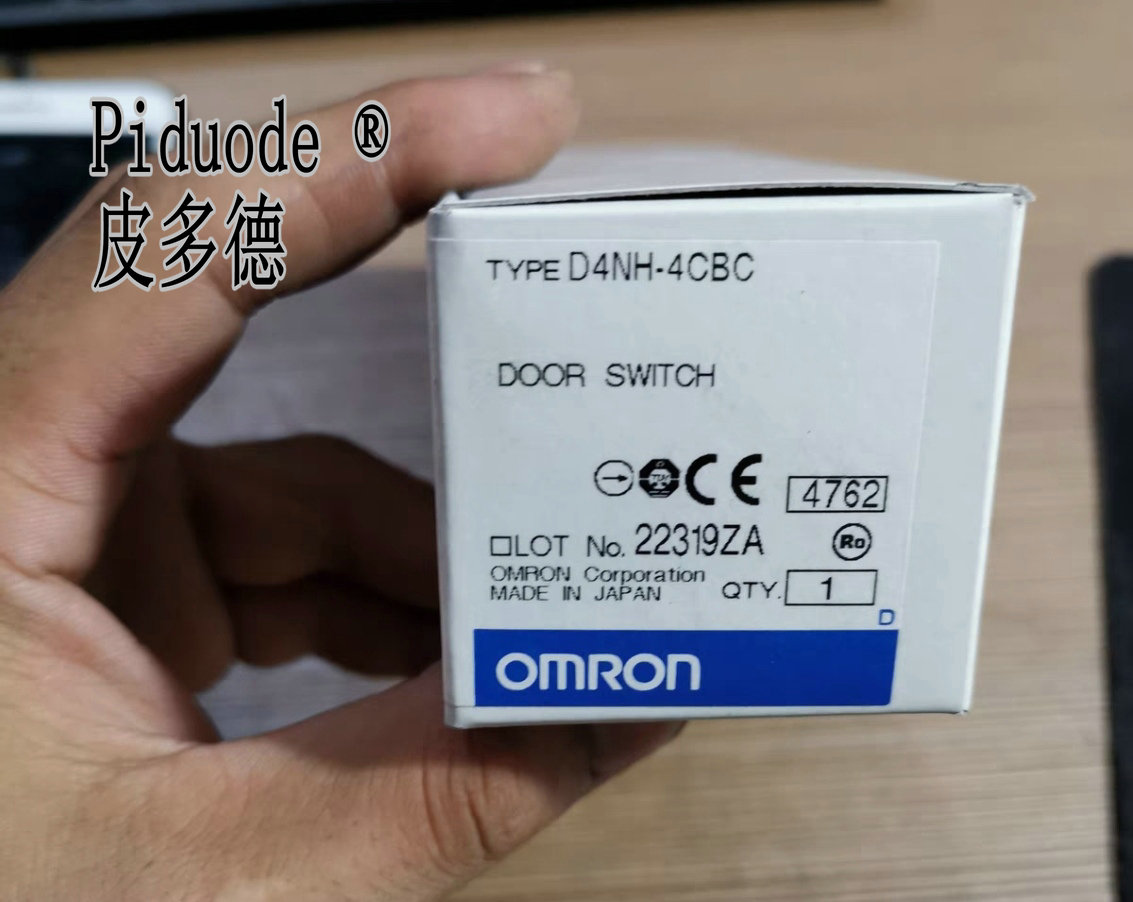 Piduode ®
皮多德
TYPE D4NH-4CBC
DOOR SWITCH
CE 4762
□LOT No. 22319ZA Ro
OMRON Corporation
MADE IN JAPAN QTY. 1
D
OMRON